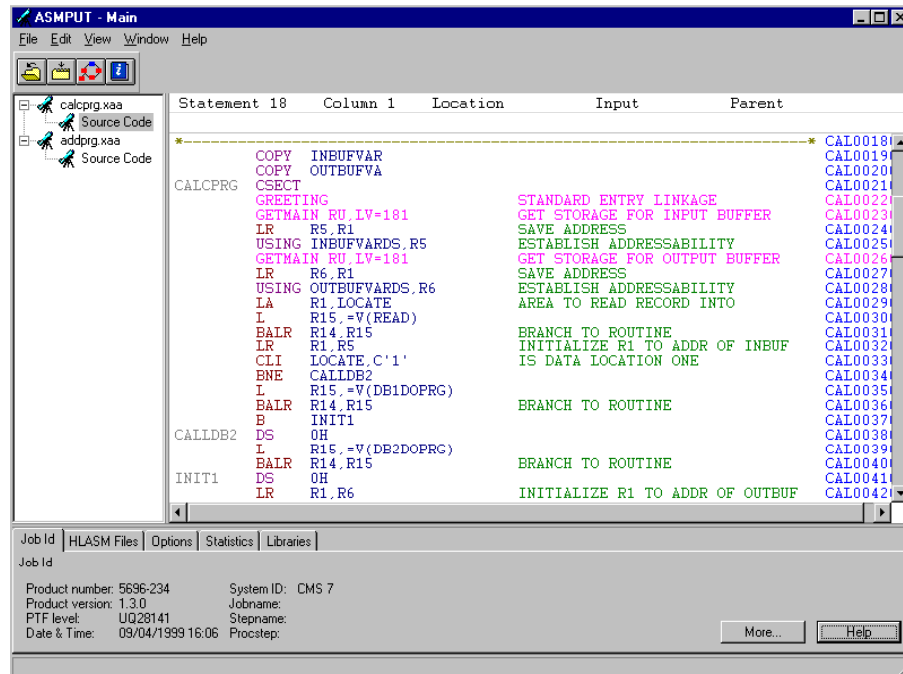 ASMPUT - Main
File Edit View Window Help
calcprg.xaa
Source Code
addprg.xaa
Source Code
Statement 18 Column 1 Location Input Parent
*-----------------------------------------------------------------------* CAL0018
COPY INBUFVAR CAL0019
COPY OUTBUFVA CAL0020
CALCPRG CSECT CAL0021
GREETING STANDARD ENTRY LINKAGE CAL0022
GETMAIN RU,LV=181 GET STORAGE FOR INPUT BUFFER CAL0023
LR R5,R1 SAVE ADDRESS CAL0024
USING INBUFVARDS,R5 ESTABLISH ADDRESSABILITY CAL0025
GETMAIN RU,LV=181 GET STORAGE FOR OUTPUT BUFFER CAL0026
LR R6,R1 SAVE ADDRESS CAL0027
USING OUTBUFVARDS,R6 ESTABLISH ADDRESSABILITY CAL0028
LA R1,LOCATE AREA TO READ RECORD INTO CAL0029
L R15,=V(READ) CAL0030
BALR R14,R15 BRANCH TO ROUTINE CAL0031
LR R1,R5 INITIALIZE R1 TO ADDR OF INBUF CAL0032
CLI LOCATE,C'1' IS DATA LOCATION ONE CAL0033
BNE CALLDB2 CAL0034
L R15,=V(DB1DOPRG) CAL0035
BALR R14,R15 BRANCH TO ROUTINE CAL0036
B INIT1 CAL0037
CALLDB2 DS 0H CAL0038
L R15,=V(DB2DOPRG) CAL0039
BALR R14,R15 BRANCH TO ROUTINE CAL0040
INIT1 DS 0H CAL0041
LR R1,R6 INITIALIZE R1 TO ADDR OF OUTBUF CAL0042
Job Id HLASM Files Options Statistics Libraries
Job Id
Product number: 5696-234 System ID: CMS 7
Product version: 1.3.0 Jobname:
PTF level: UQ28141 Stepname:
Date & Time: 09/04/1999 16:06 Procstep:
More... Help